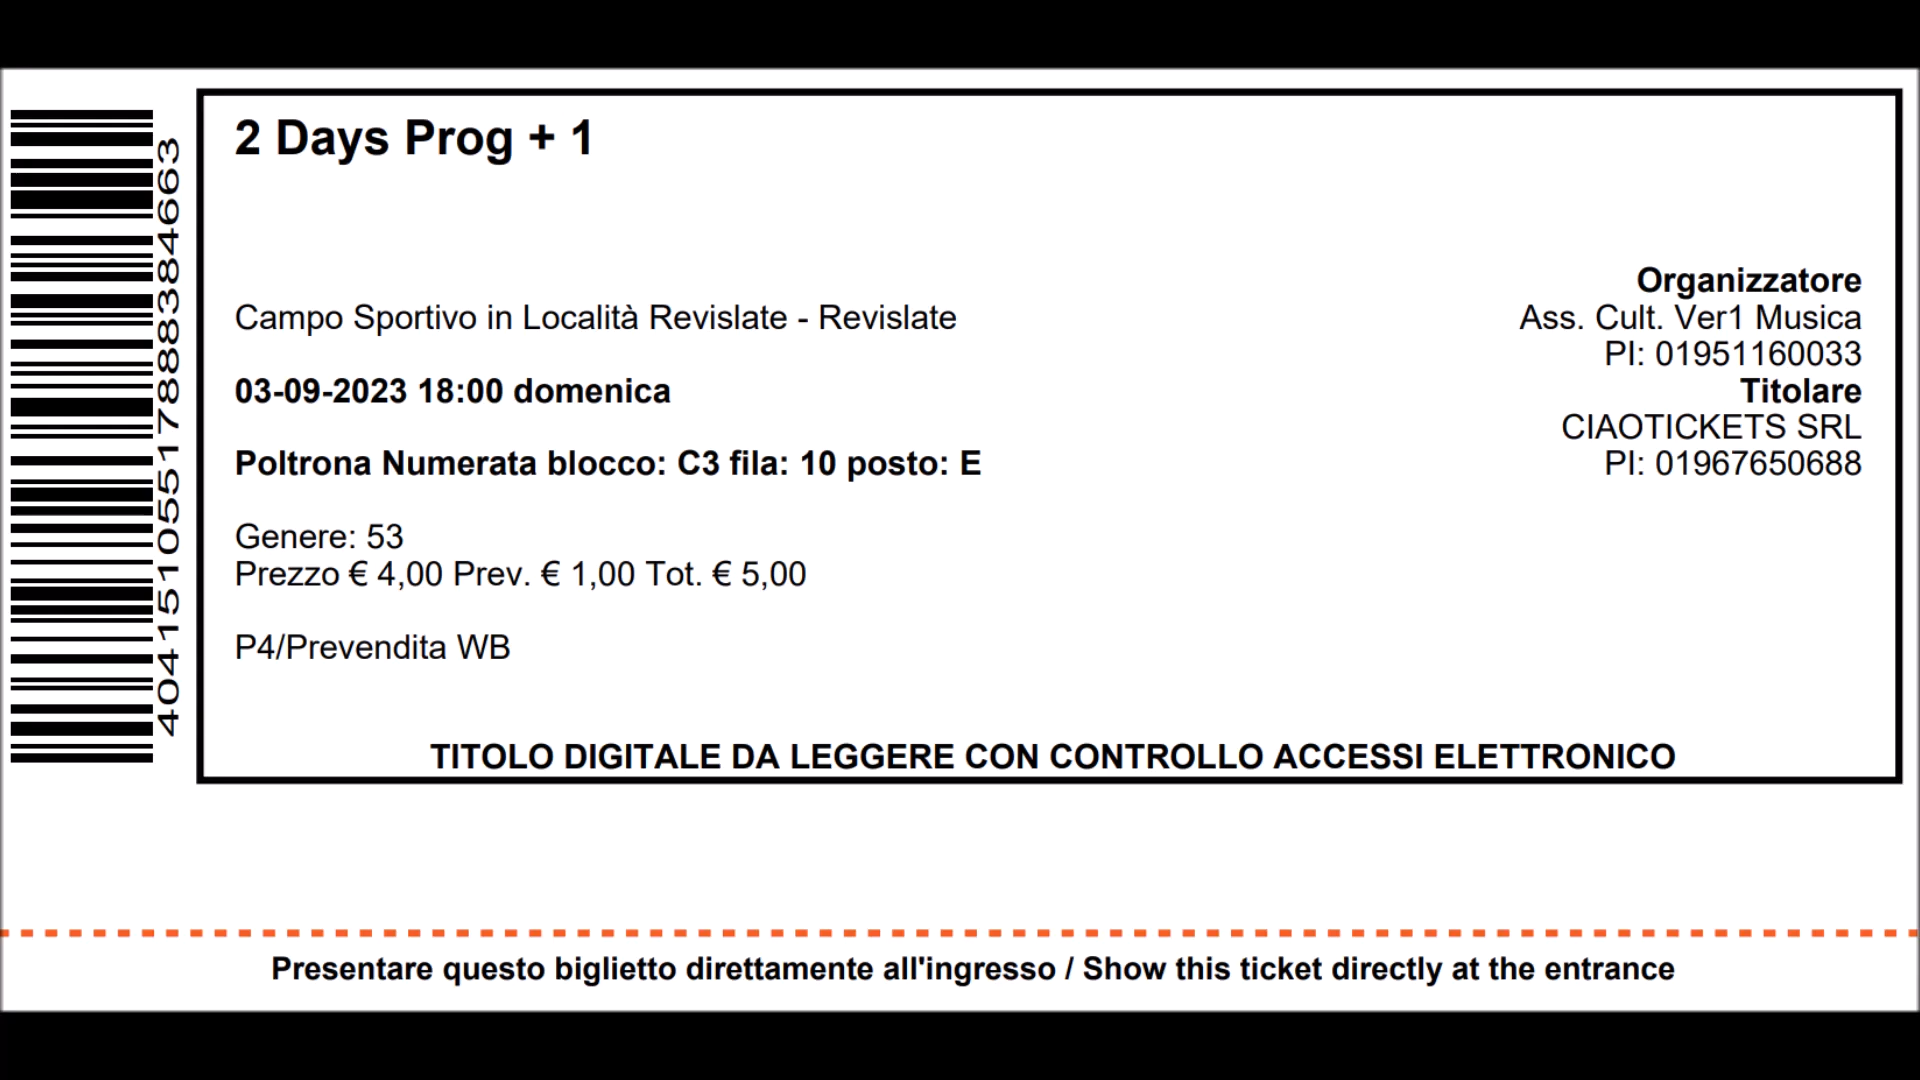 2 Days Prog + 1
Campo Sportivo in Località Revislate - Revislate
03-09-2023 18:00 domenica
Poltrona Numerata blocco: C3 fila: 10 posto: E
Genere: 53
Prezzo € 4,00 Prev. € 1,00 Tot. € 5,00
P4/Prevendita WB
Organizzatore
Ass. Cult. Ver1 Musica
PI: 01951160033
Titolare
CIAOTICKETS SRL
PI: 01967650688
TITOLO DIGITALE DA LEGGERE CON CONTROLLO ACCESSI ELETTRONICO
40415105517888384663
Presentare questo biglietto direttamente all'ingresso / Show this ticket directly at the entrance